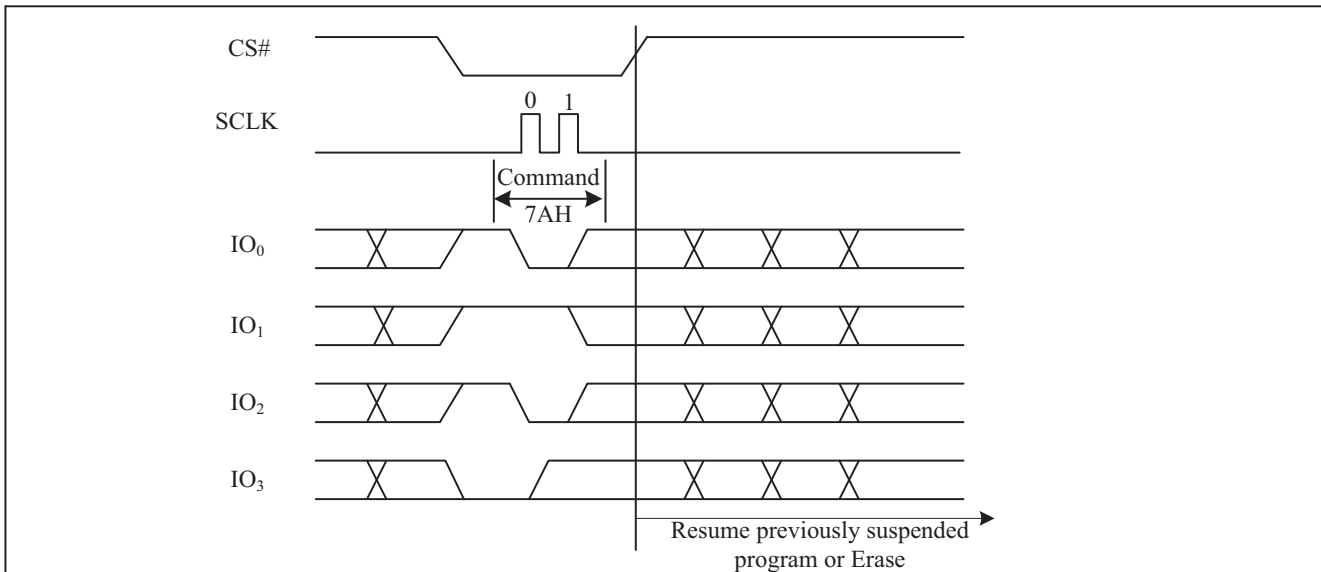 CS#
0 1
SCLK
Command
7AH
IO₀
IO₁
IO₂
IO₃
Resume previously suspended
program or Erase